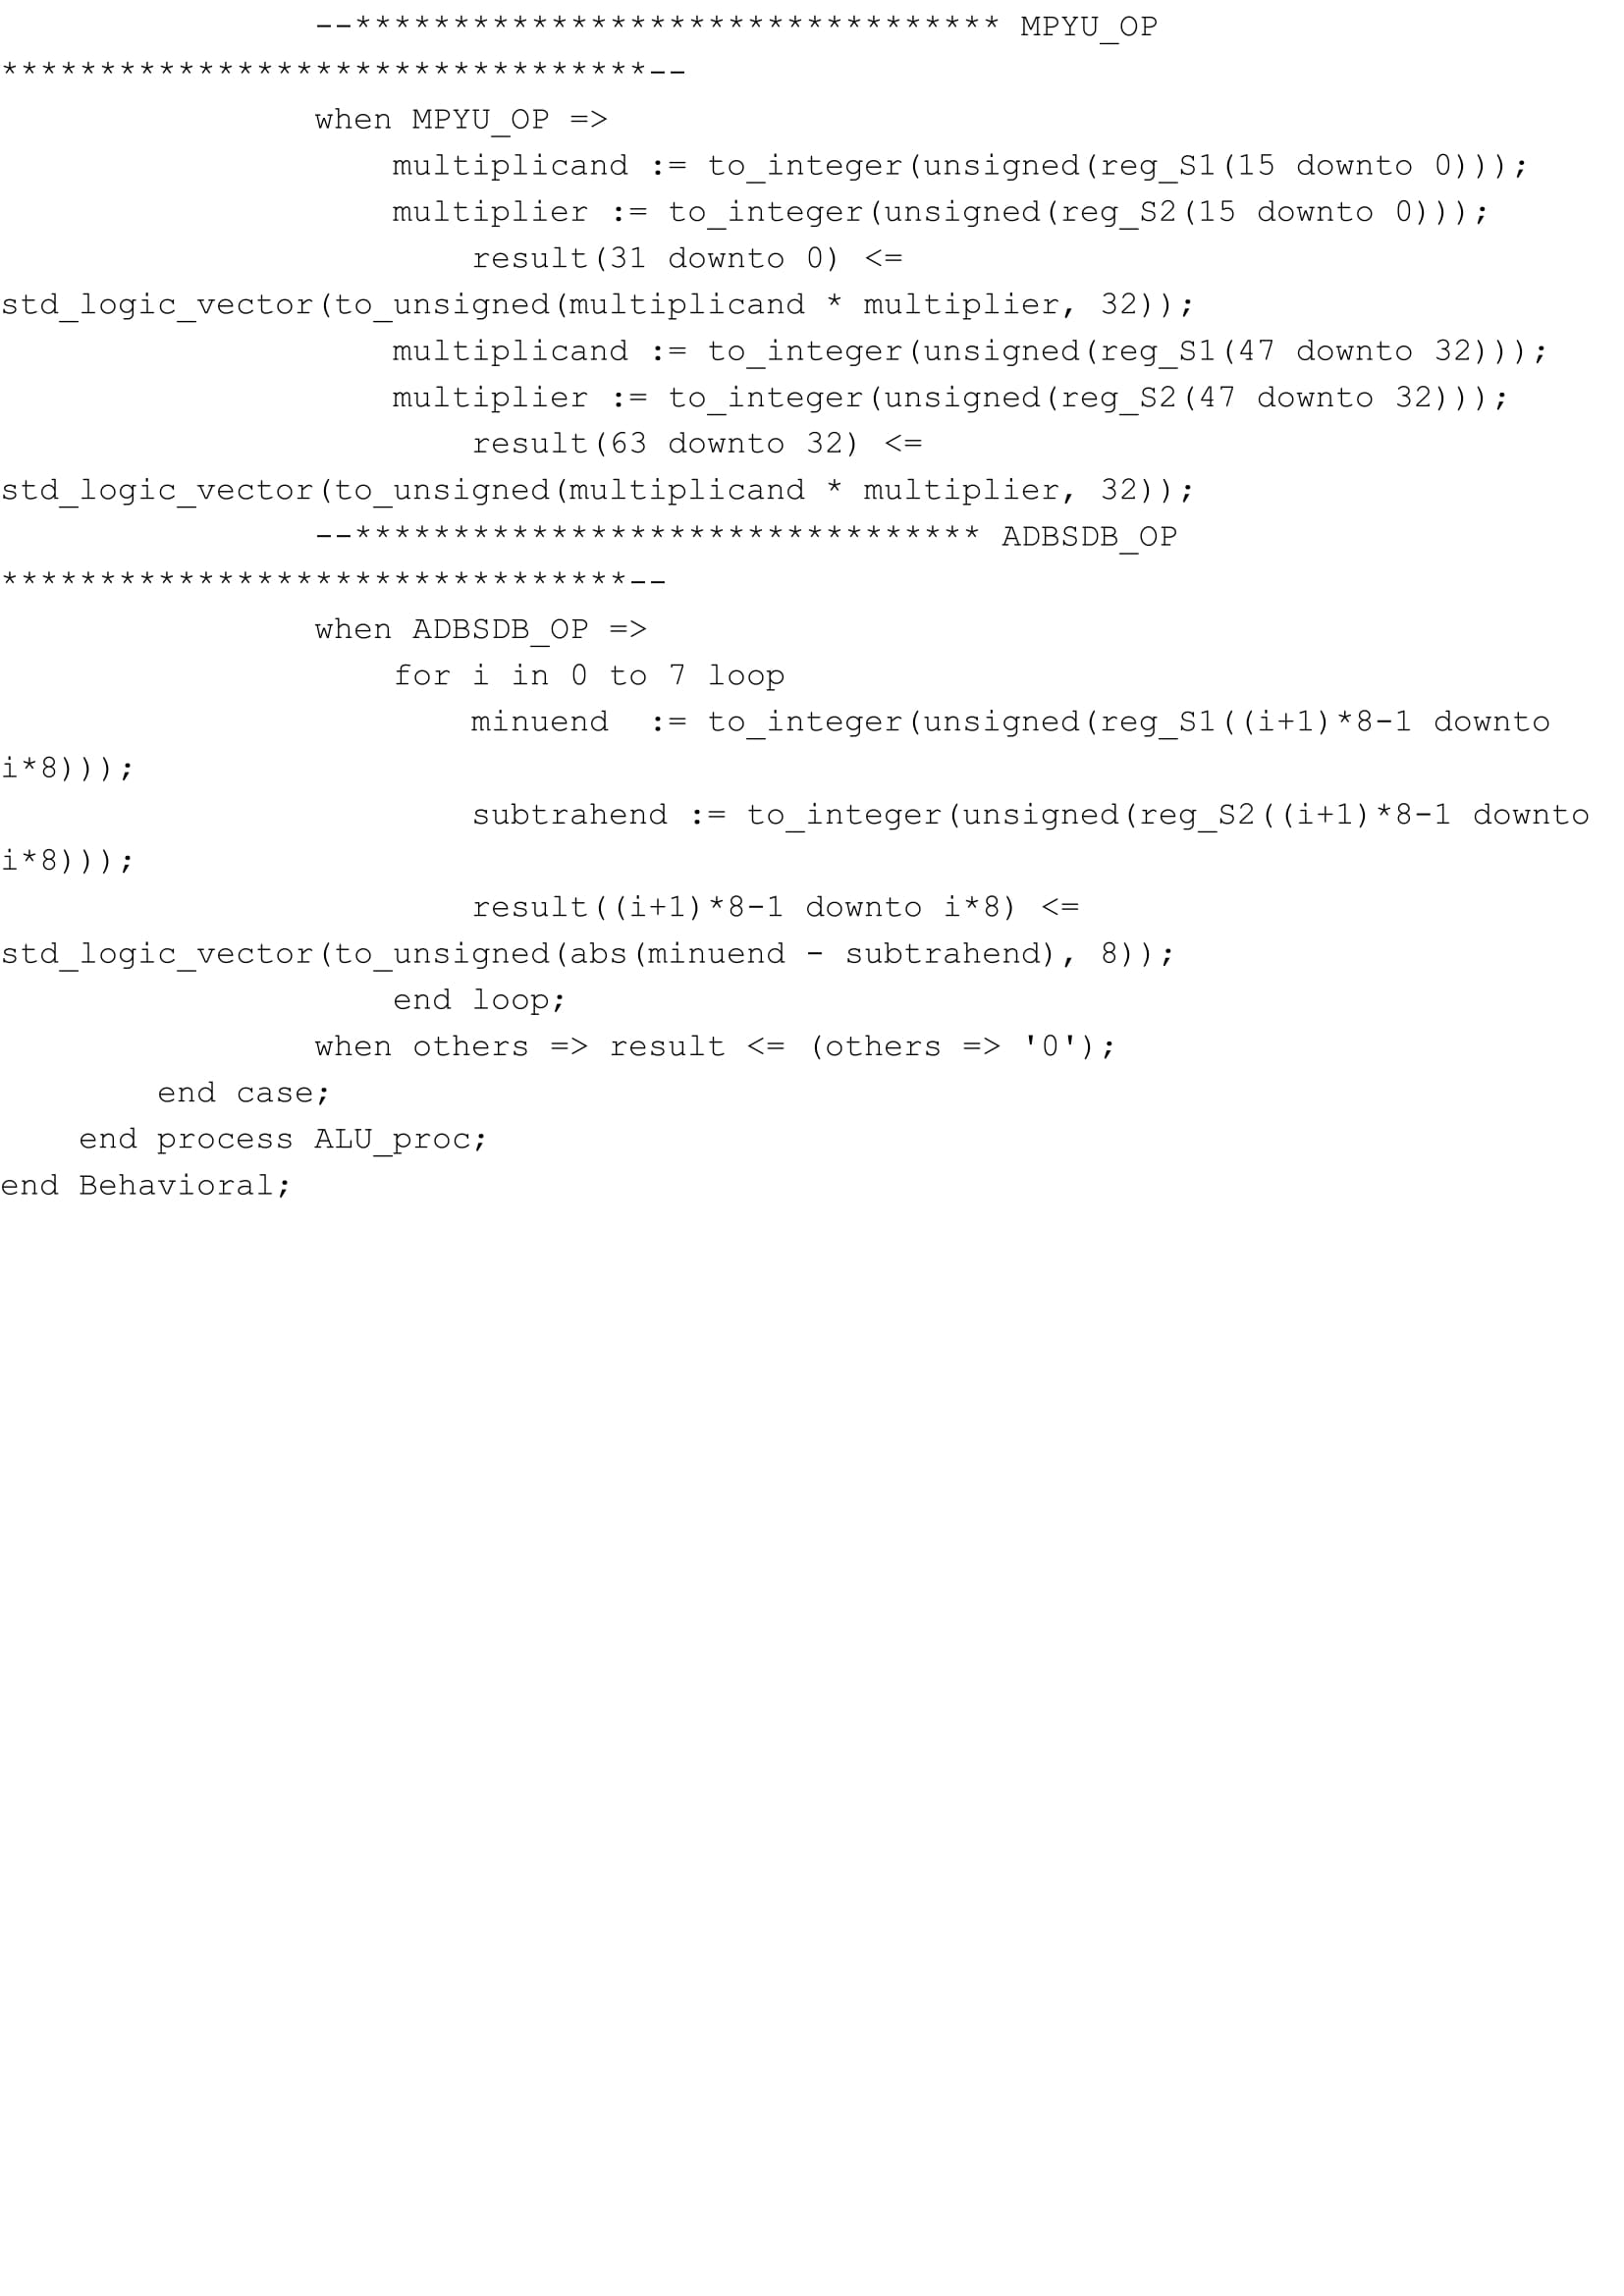 --********************************* MPYU_OP
*********************************--
when MPYU_OP =>
multiplicand := to_integer(unsigned(reg_S1(15 downto 0)));
multiplier := to_integer(unsigned(reg_S2(15 downto 0)));
result(31 downto 0) <=
std_logic_vector(to_unsigned(multiplicand * multiplier, 32));
multiplicand := to_integer(unsigned(reg_S1(47 downto 32)));
multiplier := to_integer(unsigned(reg_S2(47 downto 32)));
result(63 downto 32) <=
std_logic_vector(to_unsigned(multiplicand * multiplier, 32));
--******************************** ADBSDB_OP
********************************--
when ADBSDB_OP =>
for i in 0 to 7 loop
minuend  := to_integer(unsigned(reg_S1((i+1)*8-1 downto
i*8)));
subtrahend := to_integer(unsigned(reg_S2((i+1)*8-1 downto
i*8)));
result((i+1)*8-1 downto i*8) <=
std_logic_vector(to_unsigned(abs(minuend - subtrahend), 8));
end loop;
when others => result <= (others => '0');
end case;
end process ALU_proc;
end Behavioral;